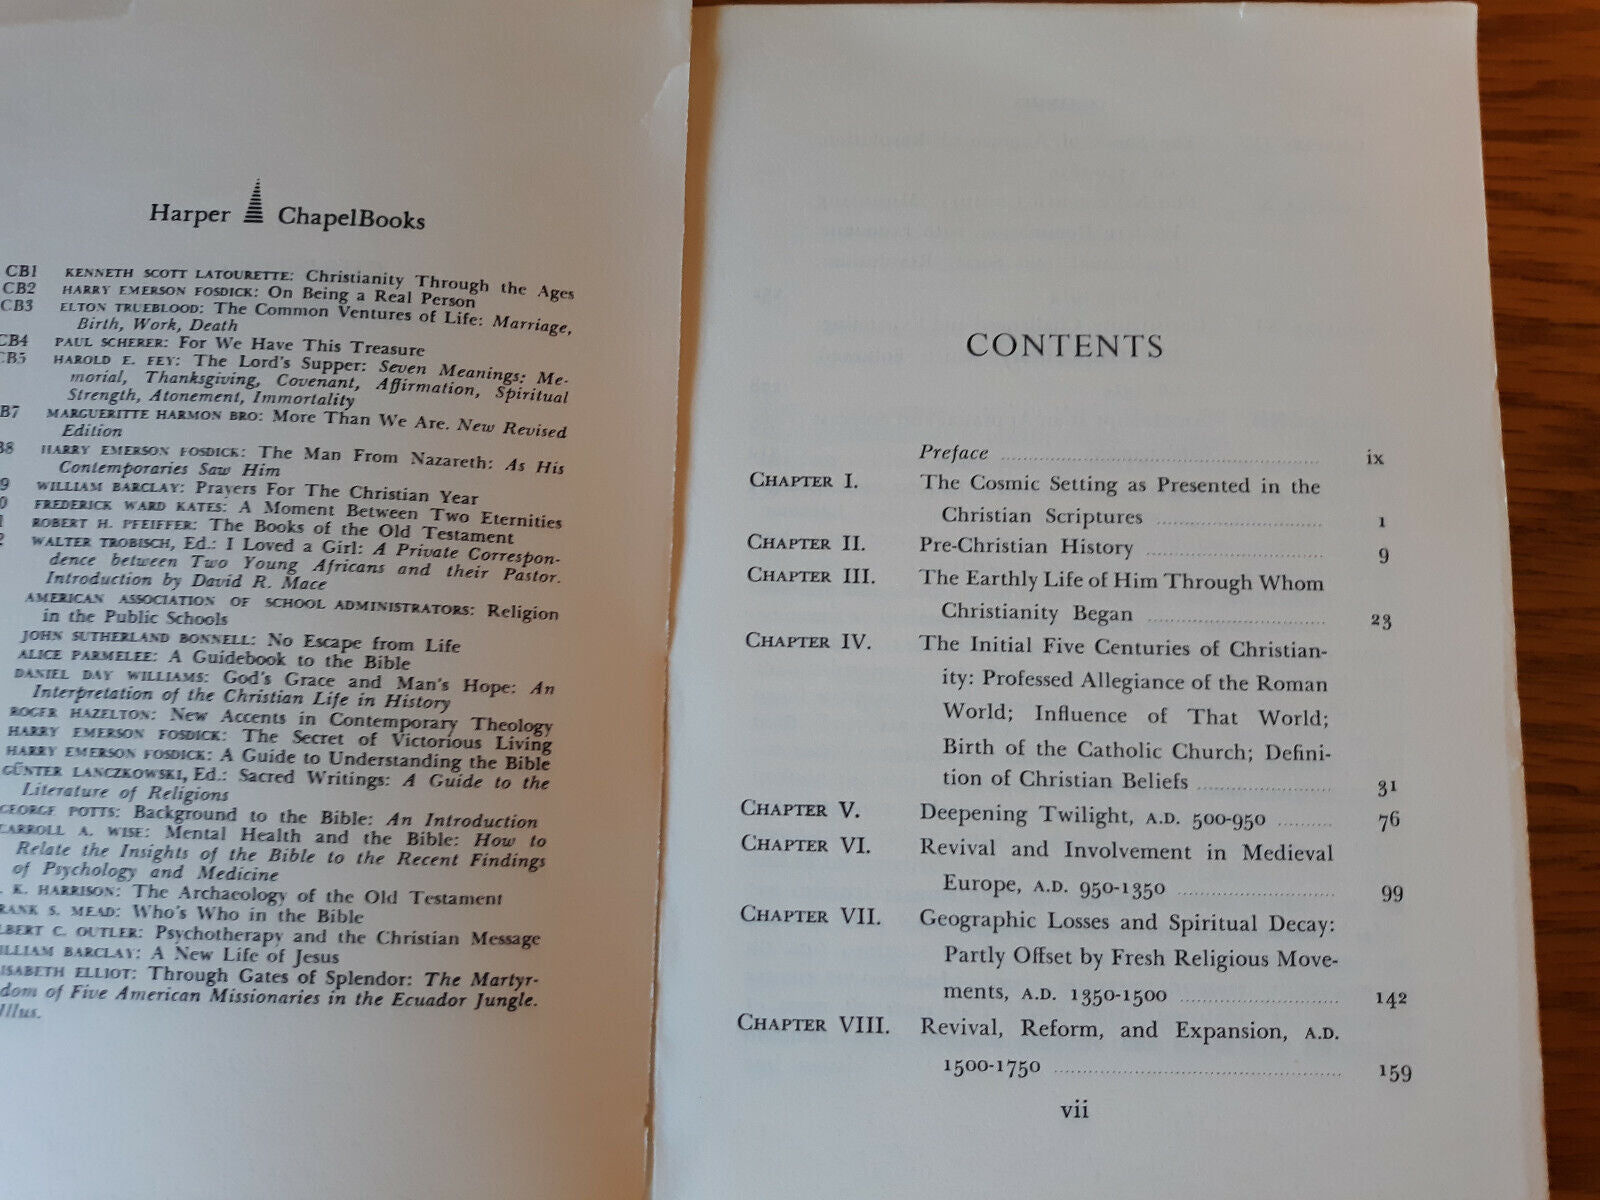 Harper ChapelBooks
CB1 KENNETH SCOTT LATOURETTE: Christianity Through the Ages
CB2 HARRY EMERSON FOSDICK: On Being a Real Person
CB3 ELTON TRUEBLOOD: The Common Ventures of Life: Marriage,
Birth, Work, Death
CB4 PAUL SCHERER: For We Have This Treasure
CB5 HAROLD E. FEY: The Lord's Supper: Seven Meanings: Me-
morial, Thanksgiving, Covenant, Affirmation, Spiritual
Strength, Atonement, Immortality
B7 MARGUERITTE HARMON BRO: More Than We Are. New Revised
Edition
B8 HARRY EMERSON FOSDICK: The Man From Nazareth: As His
Contemporaries Saw Him
9 WILLIAM BARCLAY: Prayers For The Christian Year
0 FREDERICK WARD KATES: A Moment Between Two Eternities
1 ROBERT H. PFEIFFER: The Books of the Old Testament
2 WALTER TROBISCH, Ed.: I Loved a Girl: A Private Correspon-
dence between Two Young Africans and their Pastor.
Introduction by David R. Mace
AMERICAN ASSOCIATION OF SCHOOL ADMINISTRATORS: Religion
in the Public Schools
JOHN SUTHERLAND BONNELL: No Escape from Life
ALICE PARMELEE: A Guidebook to the Bible
DANIEL DAY WILLIAMS: God's Grace and Man's Hope: An
Interpretation of the Christian Life in History
ROGER HAZELTON: New Accents in Contemporary Theology
HARRY EMERSON FOSDICK: The Secret of Victorious Living
HARRY EMERSON FOSDICK: A Guide to Understanding the Bible
GÜNTER LANCZKOWSKI, Ed.: Sacred Writings: A Guide to the
Literature of Religions
GEORGE POTTS: Background to the Bible: An Introduction
CARROLL A. WISE: Mental Health and the Bible: How to
Relate the Insights of the Bible to the Recent Findings
of Psychology and Medicine
. K. HARRISON: The Archaeology of the Old Testament
RANK S. MEAD: Who's Who in the Bible
LBERT C. OUTLER: Psychotherapy and the Christian Message
ILLIAM BARCLAY: A New Life of Jesus
ISABETH ELLIOT: Through Gates of Splendor: The Martyr-
dom of Five American Missionaries in the Ecuador Jungle.
Illus.
CONTENTS
Preface ix
CHAPTER I. The Cosmic Setting as Presented in the
Christian Scriptures 1
CHAPTER II. Pre-Christian History 9
CHAPTER III. The Earthly Life of Him Through Whom
Christianity Began 23
CHAPTER IV. The Initial Five Centuries of Christian-
ity: Professed Allegiance of the Roman
World; Influence of That World;
Birth of the Catholic Church; Defini-
tion of Christian Beliefs 31
CHAPTER V. Deepening Twilight, A.D. 500-950 76
CHAPTER VI. Revival and Involvement in Medieval
Europe, A.D. 950-1350 99
CHAPTER VII. Geographic Losses and Spiritual Decay:
Partly Offset by Fresh Religious Move-
ments, A.D. 1350-1500 142
CHAPTER VIII. Revival, Reform, and Expansion, A.D.
1500-1750 159
vii